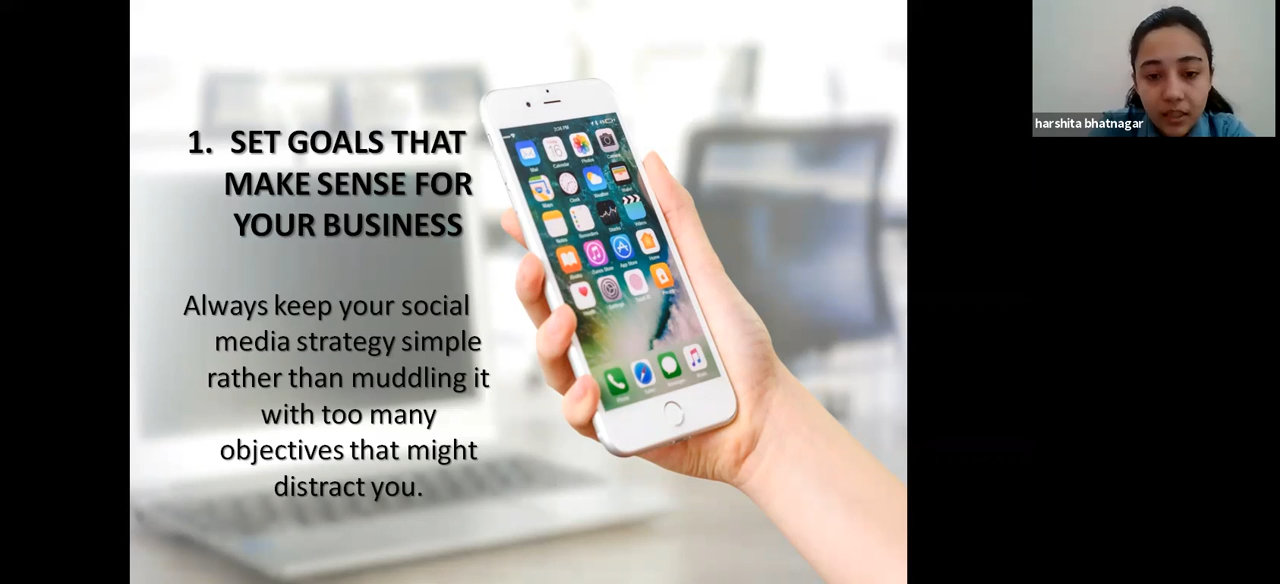 1. SET GOALS THAT
MAKE SENSE FOR
YOUR BUSINESS
Always keep your social
media strategy simple
rather than muddling it
with too many
objectives that might
distract you.
harshita bhatnagar